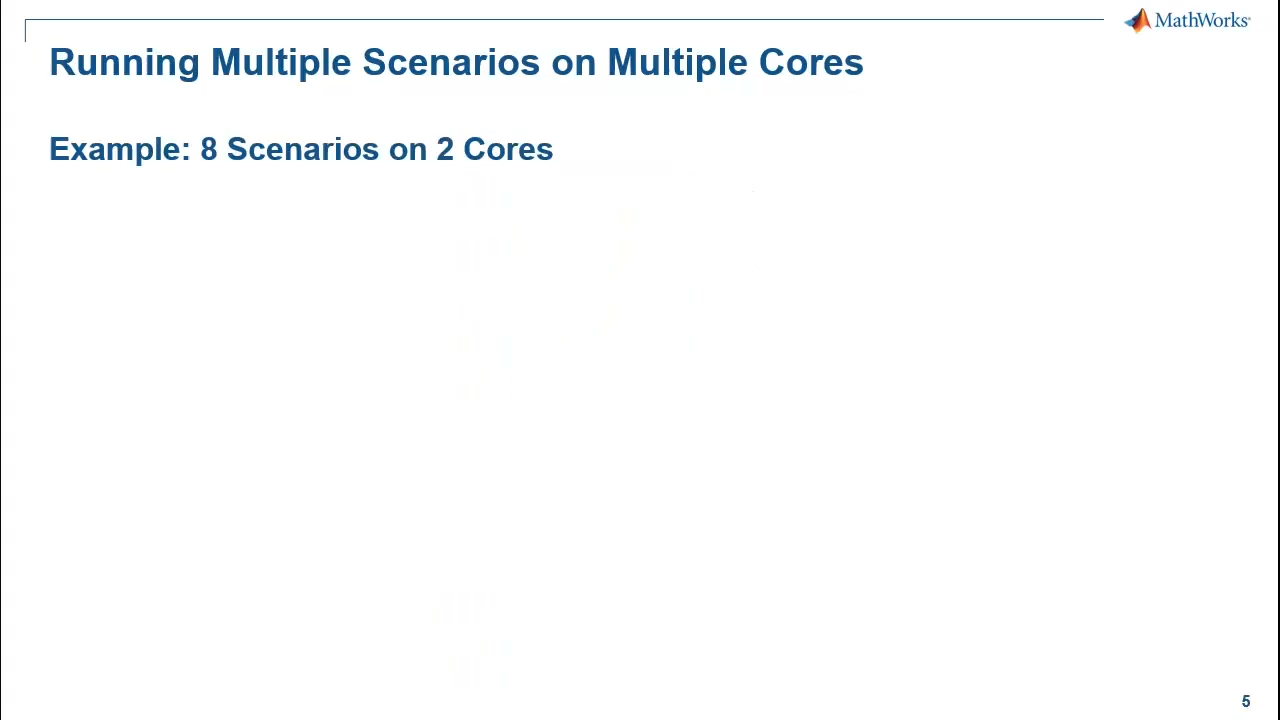 MathWorks®
Running Multiple Scenarios on Multiple Cores
Example: 8 Scenarios on 2 Cores
5